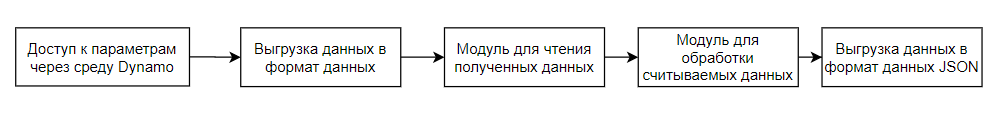 Доступ к параметрам
через среду Dynamo
Выгрузка данных в
формат данных
Модуль для чтения
полученных данных
Модуль для
обработки
считываемых данных
Выгрузка данных в
формат данных JSON